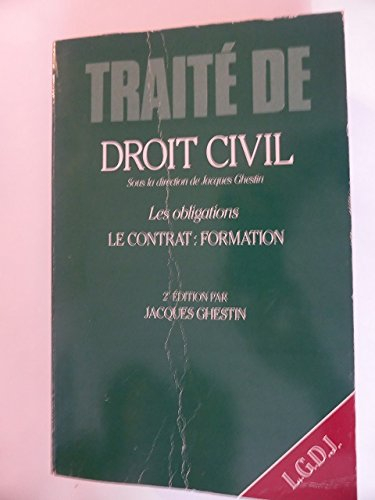 TRAITÉ DE
DROIT CIVIL
Sous la direction de Jacques Ghestin
Les obligations
LE CONTRAT : FORMATION
2e ÉDITION PAR
JACQUES GHESTIN
L.G.D.J.